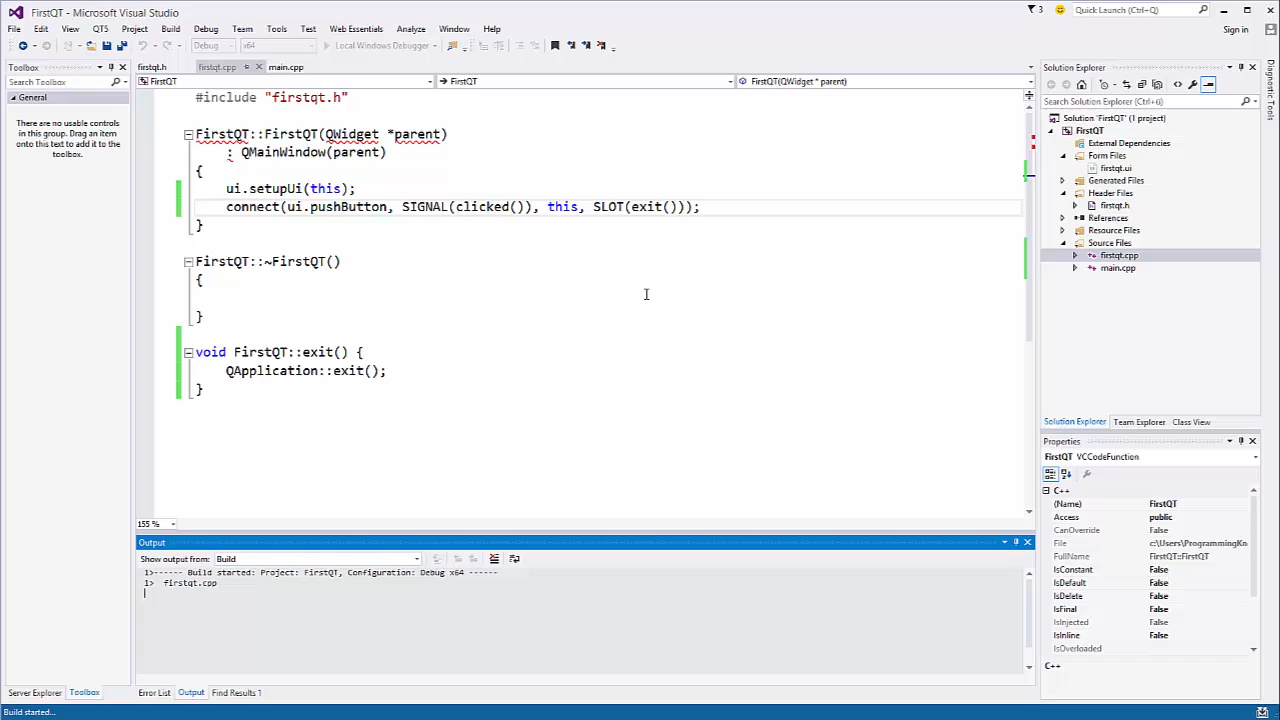 FirstQT - Microsoft Visual Studio
3
Quick Launch (Ctrl+Q)
File Edit View QT5 Project Build Debug Team Tools Test Web Essentials Analyze Window Help
Sign in
Debug x64 Local Windows Debugger
Toolbox
Search Toolbox
General
There are no usable controls
in this group. Drag an item
onto this text to add it to the
toolbox.
firstqt.h firstqt.cpp main.cpp
FirstQT FirstQT FirstQT(QWidget * parent)
#include "firstqt.h"
FirstQT::FirstQT(QWidget *parent)
: QMainWindow(parent)
{
ui.setupUi(this);
connect(ui.pushButton, SIGNAL(clicked()), this, SLOT(exit()));
}
FirstQT::~FirstQT()
{
}
void FirstQT::exit() {
QApplication::exit();
}
155 %
Output
Show output from: Build
1>------ Build started: Project: FirstQT, Configuration: Debug x64 ------
1> firstqt.cpp
Server Explorer Toolbox
Error List Output Find Results 1
Build started...
Solution Explorer
Search Solution Explorer (Ctrl+ü)
Solution 'FirstQT' (1 project)
FirstQT
External Dependencies
Form Files
firstqt.ui
Generated Files
Header Files
firstqt.h
References
Resource Files
Source Files
firstqt.cpp
main.cpp
Solution Explorer Team Explorer Class View
Properties
FirstQT VCCodeFunction
C++
(Name) FirstQT
Access public
CanOverride False
File c:\Users\ProgrammingKn
FullName FirstQT::FirstQT
IsConstant False
IsDefault False
IsDelete False
IsFinal False
IsInjected False
IsInline False
IsOverloaded False
C++
Diagnostic Tools